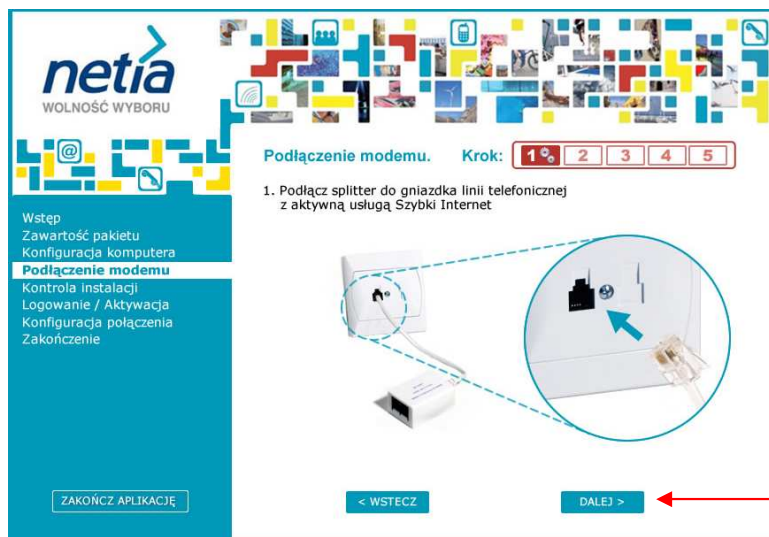 netia
WOLNOŚĆ WYBORU
@
Podłączenie modemu. Krok: 1 2 3 4 5
1. Podłącz splitter do gniazdka linii telefonicznej
z aktywną usługą Szybki Internet
Wstęp
Zawartość pakietu
Konfiguracja komputera
Podłączenie modemu
Kontrola instalacji
Logowanie / Aktywacja
Konfiguracja połączenia
Zakończenie
ZAKOŃCZ APLIKACJĘ
< WSTECZ
DALEJ >